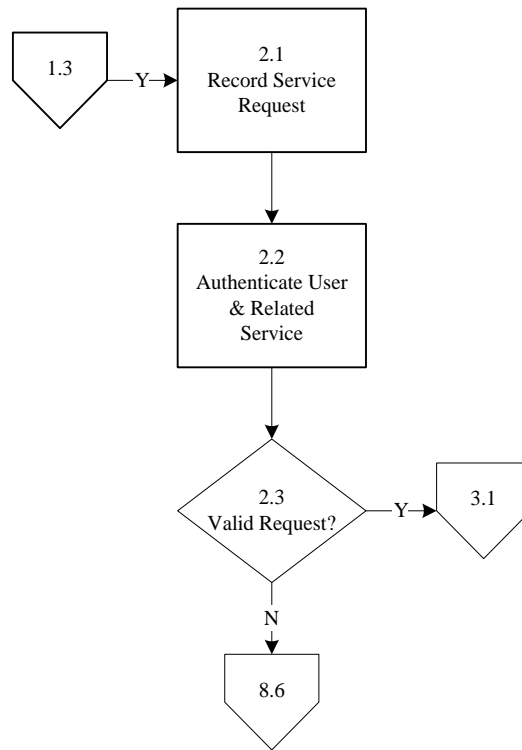 1.3
Y
2.1
Record Service
Request
2.2
Authenticate User
& Related
Service
2.3
Valid Request?
Y
3.1
N
8.6